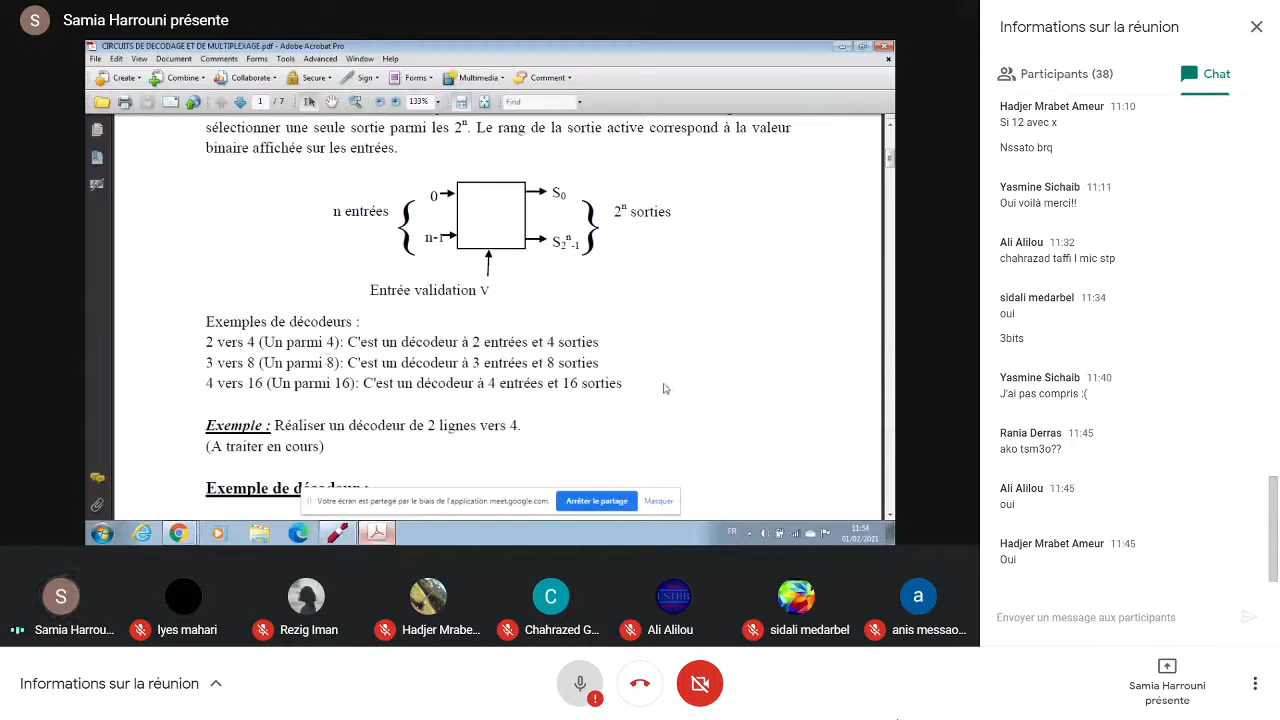 S
Samia Harrouni présente
CIRCUITS DE DECODAGE ET DE MULTIPLEXAGE.pdf - Adobe Acrobat Pro
File Edit View Document Comments Forms Tools Advanced Window Help
Create Combine Collaborate Secure Sign Forms Multimedia Comment
1 / 7 133% Find
sélectionner une seule sortie parmi les 2ⁿ. Le rang de la sortie active correspond à la valeur
binaire affichée sur les entrées.
0 S₀
n entrées { } 2ⁿ sorties
n-1 S₂ⁿ₋₁
Entrée validation V
Exemples de décodeurs :
2 vers 4 (Un parmi 4): C'est un décodeur à 2 entrées et 4 sorties
3 vers 8 (Un parmi 8): C'est un décodeur à 3 entrées et 8 sorties
4 vers 16 (Un parmi 16): C'est un décodeur à 4 entrées et 16 sorties
Exemple : Réaliser un décodeur de 2 lignes vers 4.
(A traiter en cours)
Exemple de décodeur :
Votre écran est partagé par le biais de l'application meet.google.com. Arrêter le partage Masquer
FR 11:54
01/02/2021
S C USTHB a
Samia Harrou... lyes mahari Rezig Iman Hadjer Mrabe... Chahrazed G... Ali Alilou sidali medarbel anis messao...
Informations sur la réunion
Participants (38) Chat
Hadjer Mrabet Ameur 11:10
Si 12 avec x
Nssato brq
Yasmine Sichaib 11:11
Oui voilà merci!!
Ali Alilou 11:32
chahrazad taffi l mic stp
sidali medarbel 11:34
oui
3bits
Yasmine Sichaib 11:40
J'ai pas compris :(
Rania Derras 11:45
ako tsm3o??
Ali Alilou 11:45
oui
Hadjer Mrabet Ameur 11:45
Oui
Envoyer un message aux participants
Informations sur la réunion
!
Samia Harrouni
présente